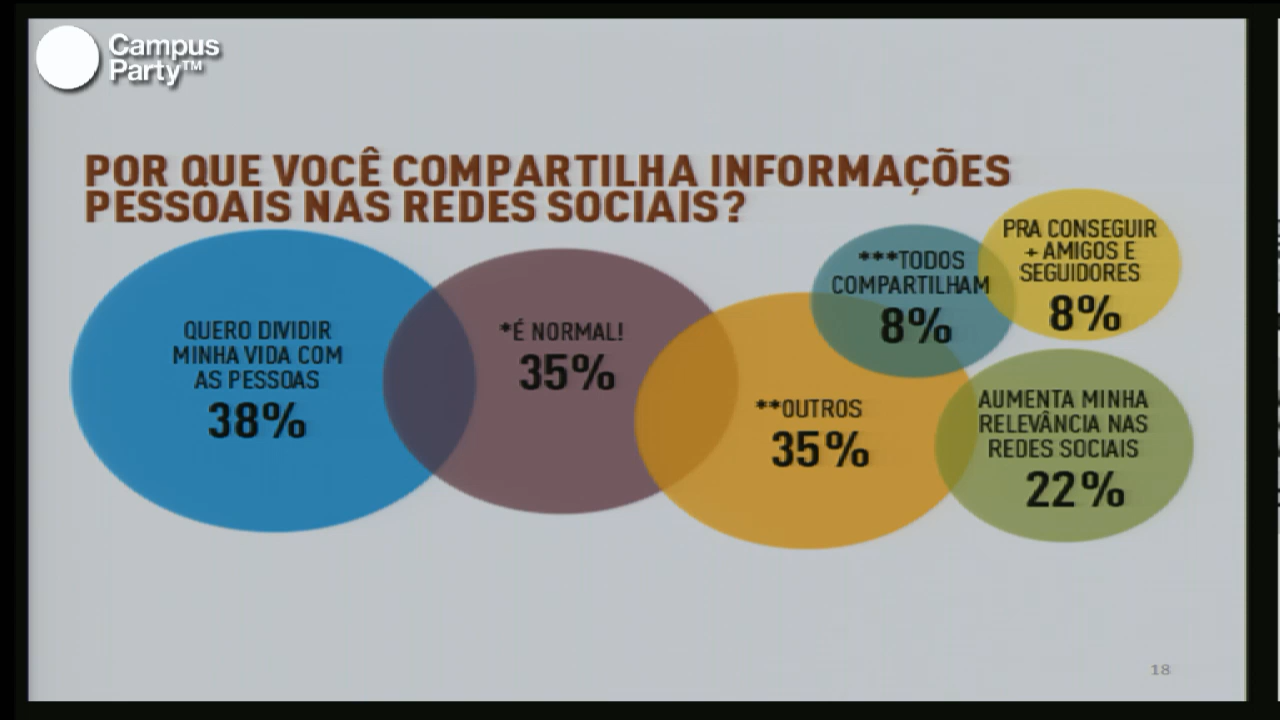 Campus
Party™
POR QUE VOCÊ COMPARTILHA INFORMAÇÕES
PESSOAIS NAS REDES SOCIAIS?
QUERO DIVIDIR
MINHA VIDA COM
AS PESSOAS
38%
*É NORMAL!
35%
**OUTROS
35%
***TODOS
COMPARTILHAM
8%
PRA CONSEGUIR
+ AMIGOS E
SEGUIDORES
8%
AUMENTA MINHA
RELEVÂNCIA NAS
REDES SOCIAIS
22%
18